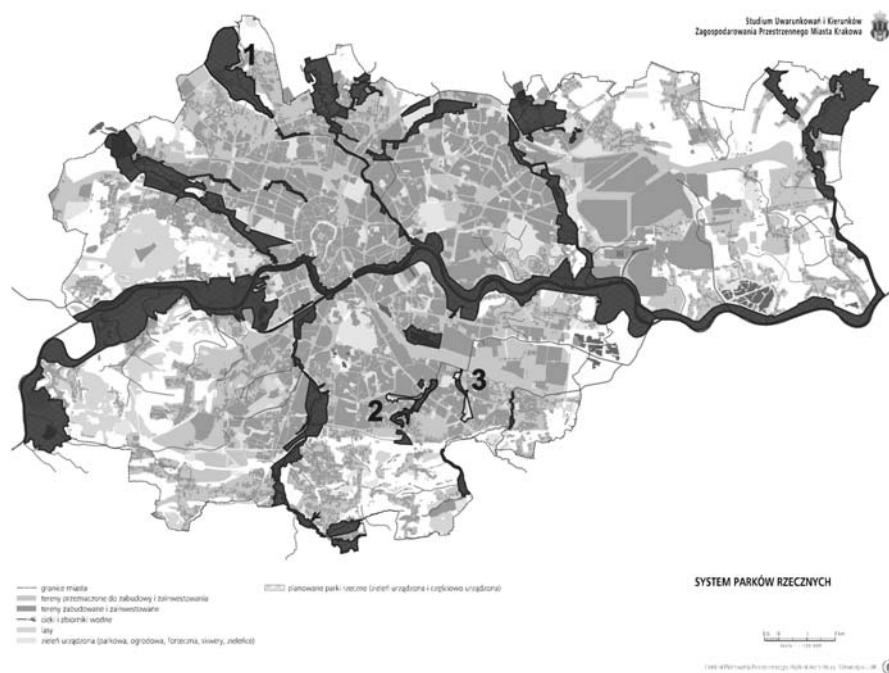 Studium Uwarunkowań i Kierunków
Zagospodarowania Przestrzennego Miasta Krakowa
1
3
2
granice miasta
tereny przeznaczone do zabudowy i zainwestowania
tereny zabudowane i zainwestowane
cieki i zbiorniki wodne
lasy
zieleń urządzona (parkowa, ogrodowa, forteczna, skwery, zieleńce)
planowane parki rzeczne (zieleń urządzona i częściowo urządzona)
SYSTEM PARKÓW RZECZNYCH